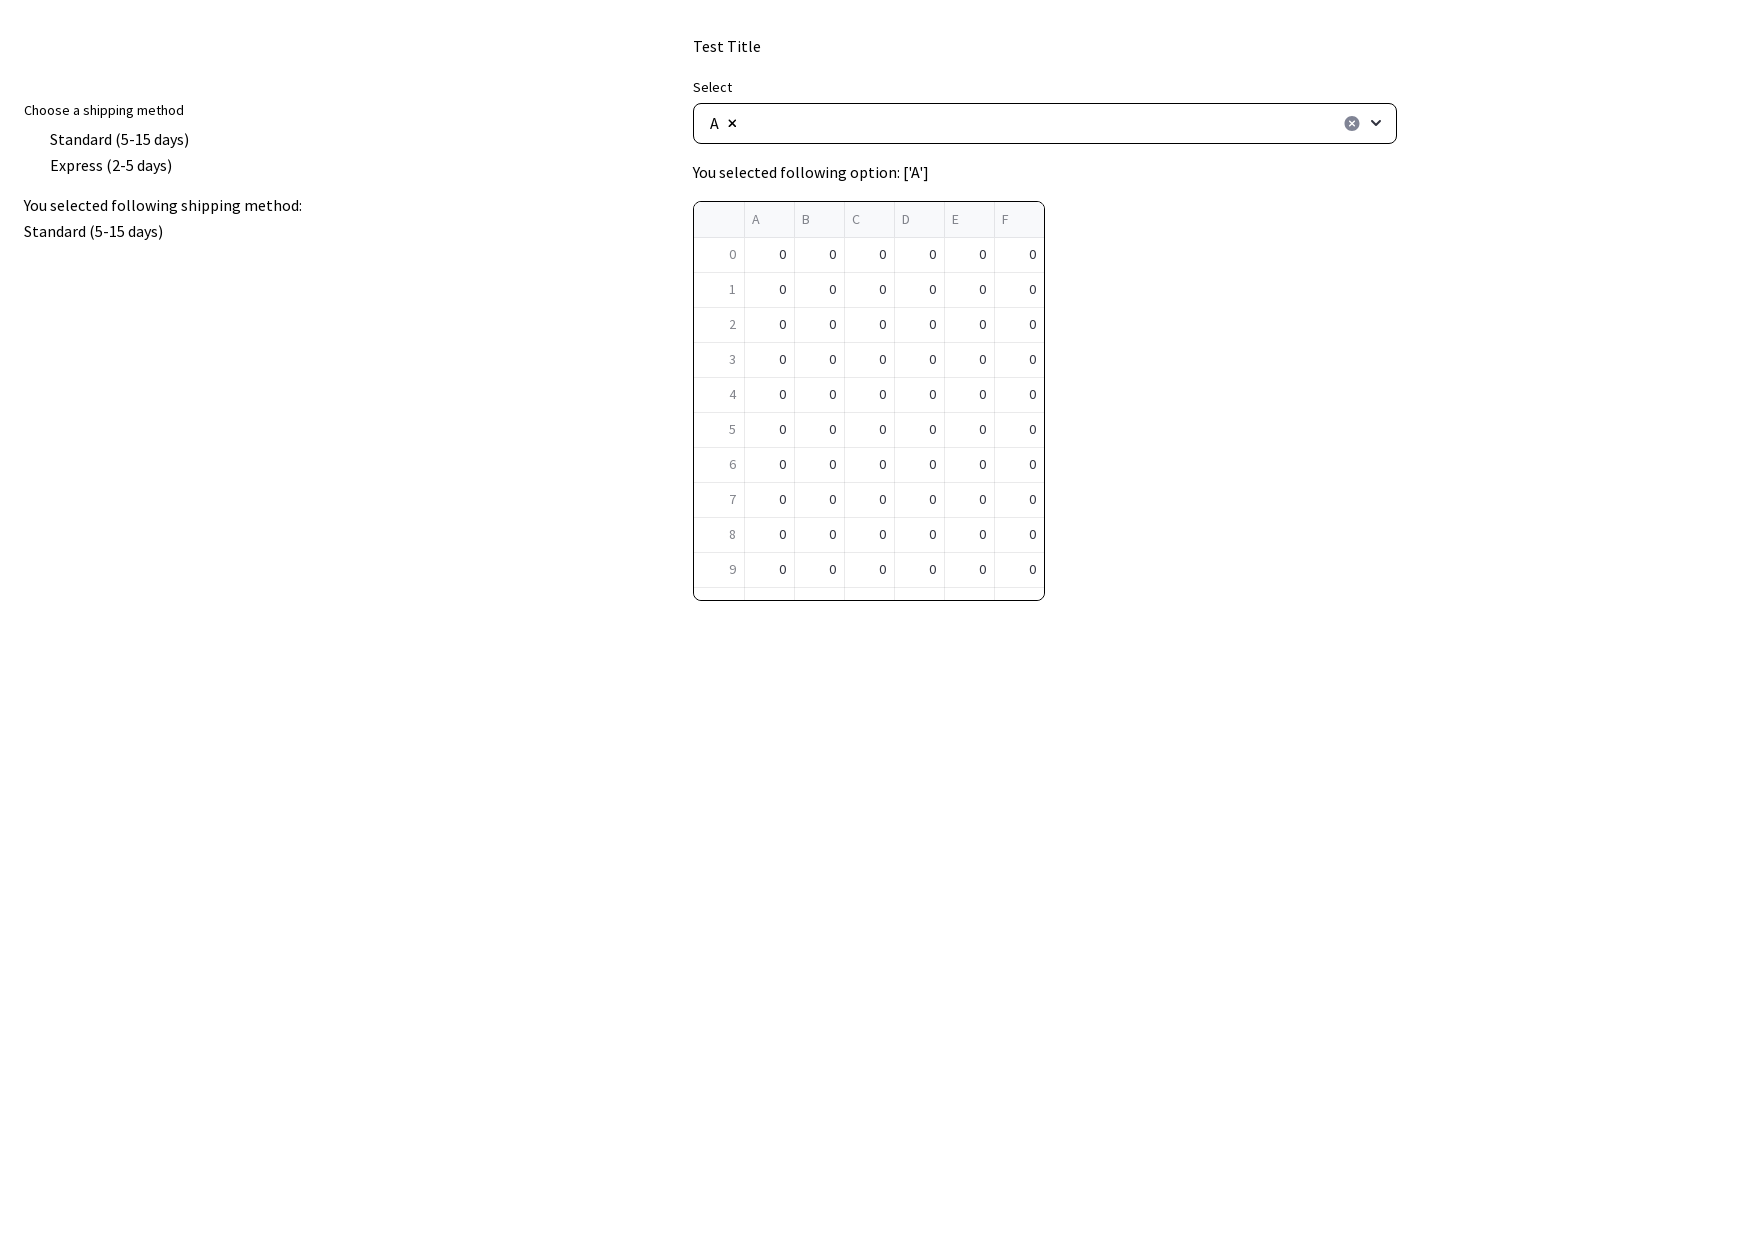 Choose a shipping method
Standard (5-15 days)
Express (2-5 days)
You selected following shipping method:
Standard (5-15 days)
Test Title
Select
A
You selected following option: ['A']
A B C D E F
0 0 0 0 0 0 0
1 0 0 0 0 0 0
2 0 0 0 0 0 0
3 0 0 0 0 0 0
4 0 0 0 0 0 0
5 0 0 0 0 0 0
6 0 0 0 0 0 0
7 0 0 0 0 0 0
8 0 0 0 0 0 0
9 0 0 0 0 0 0